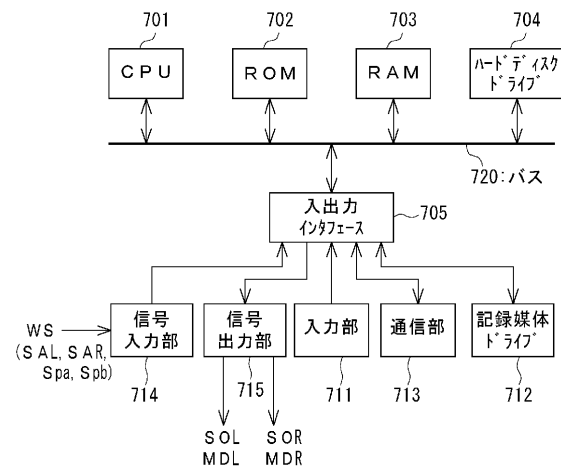 701
702
703
704
CPU
ROM
RAM
ハードディスク
ドライブ
720:バス
入出力
インタフェース
705
WS
(SAL, SAR,
Spa, Spb)
信号
入力部
信号
出力部
入力部
通信部
記録媒体
ドライブ
714
715
711
713
712
SOL
MDL
SOR
MDR